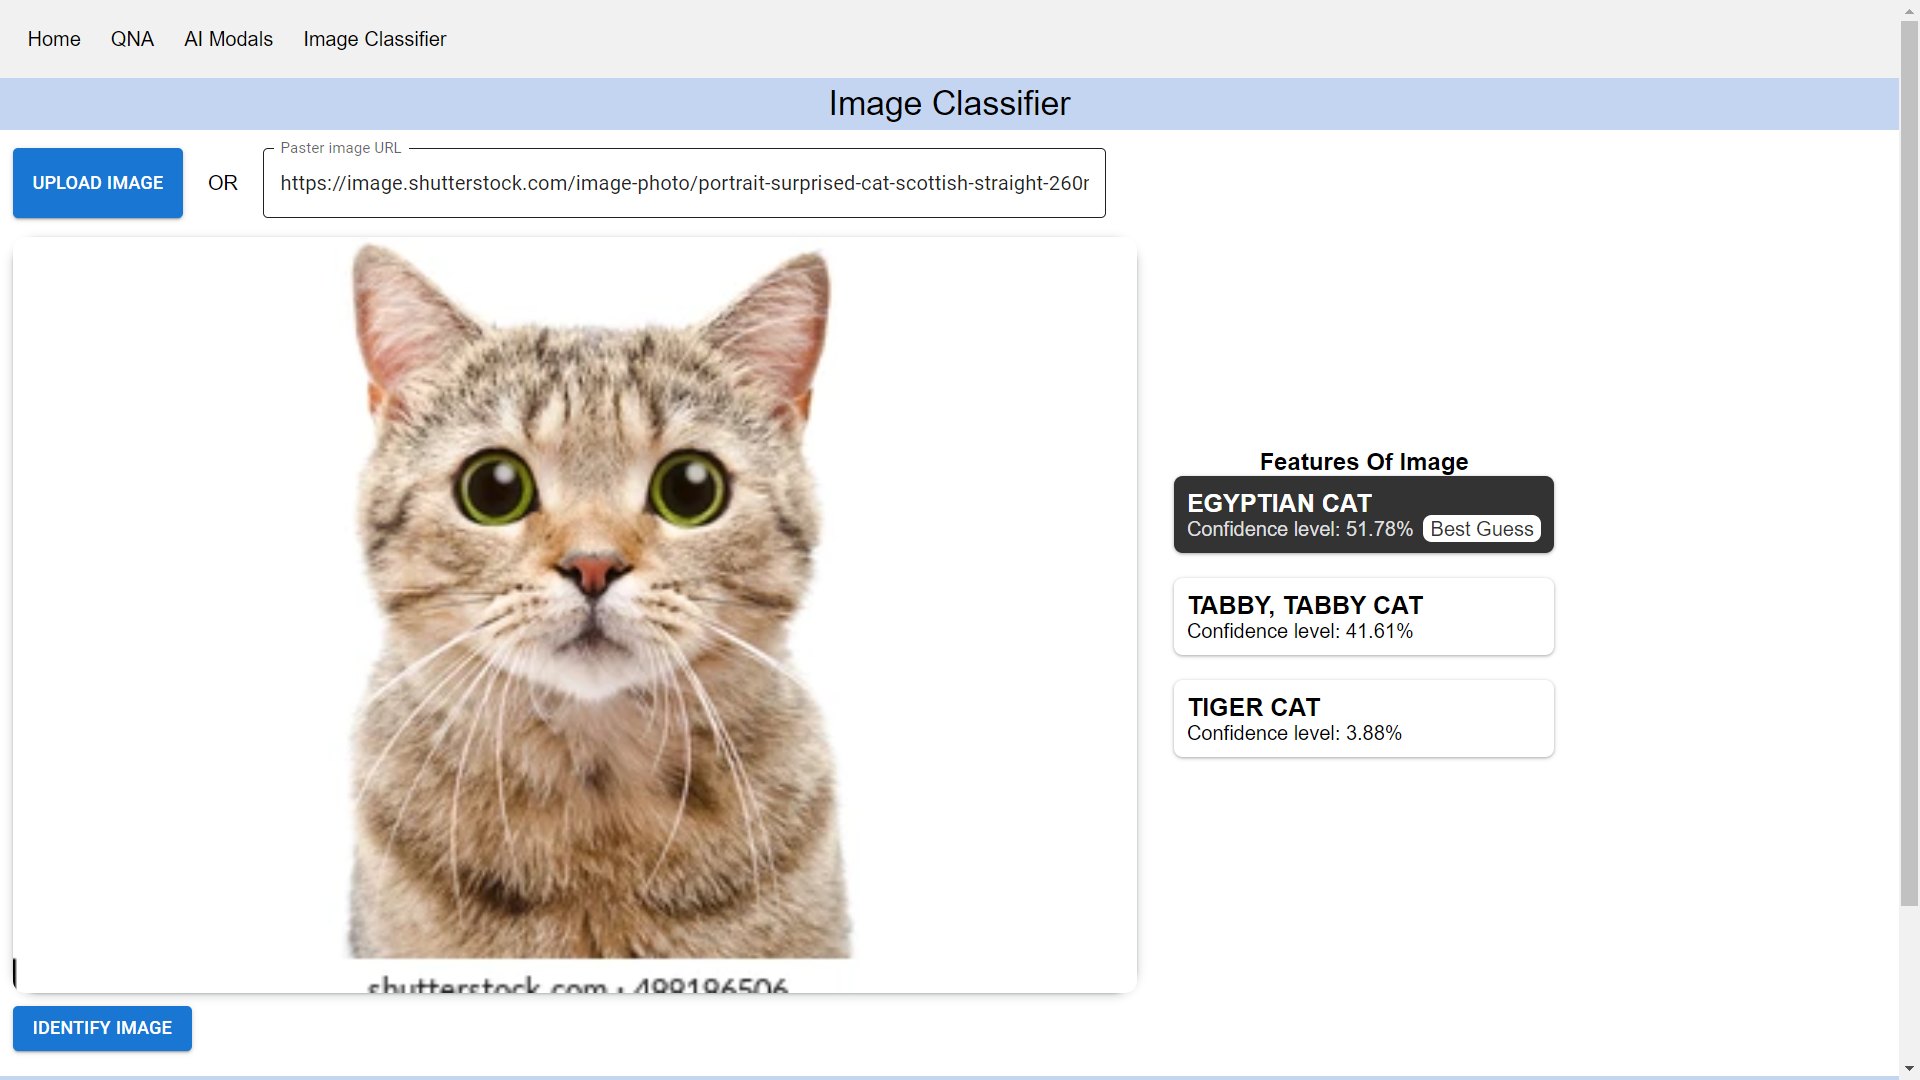 Home QNA AI Modals Image Classifier
Image Classifier
UPLOAD IMAGE OR Paster image URL
https://image.shutterstock.com/image-photo/portrait-surprised-cat-scottish-straight-260n
Features Of Image
EGYPTIAN CAT
Confidence level: 51.78% Best Guess
TABBY, TABBY CAT
Confidence level: 41.61%
TIGER CAT
Confidence level: 3.88%
shutterstock.com · 499196506
IDENTIFY IMAGE